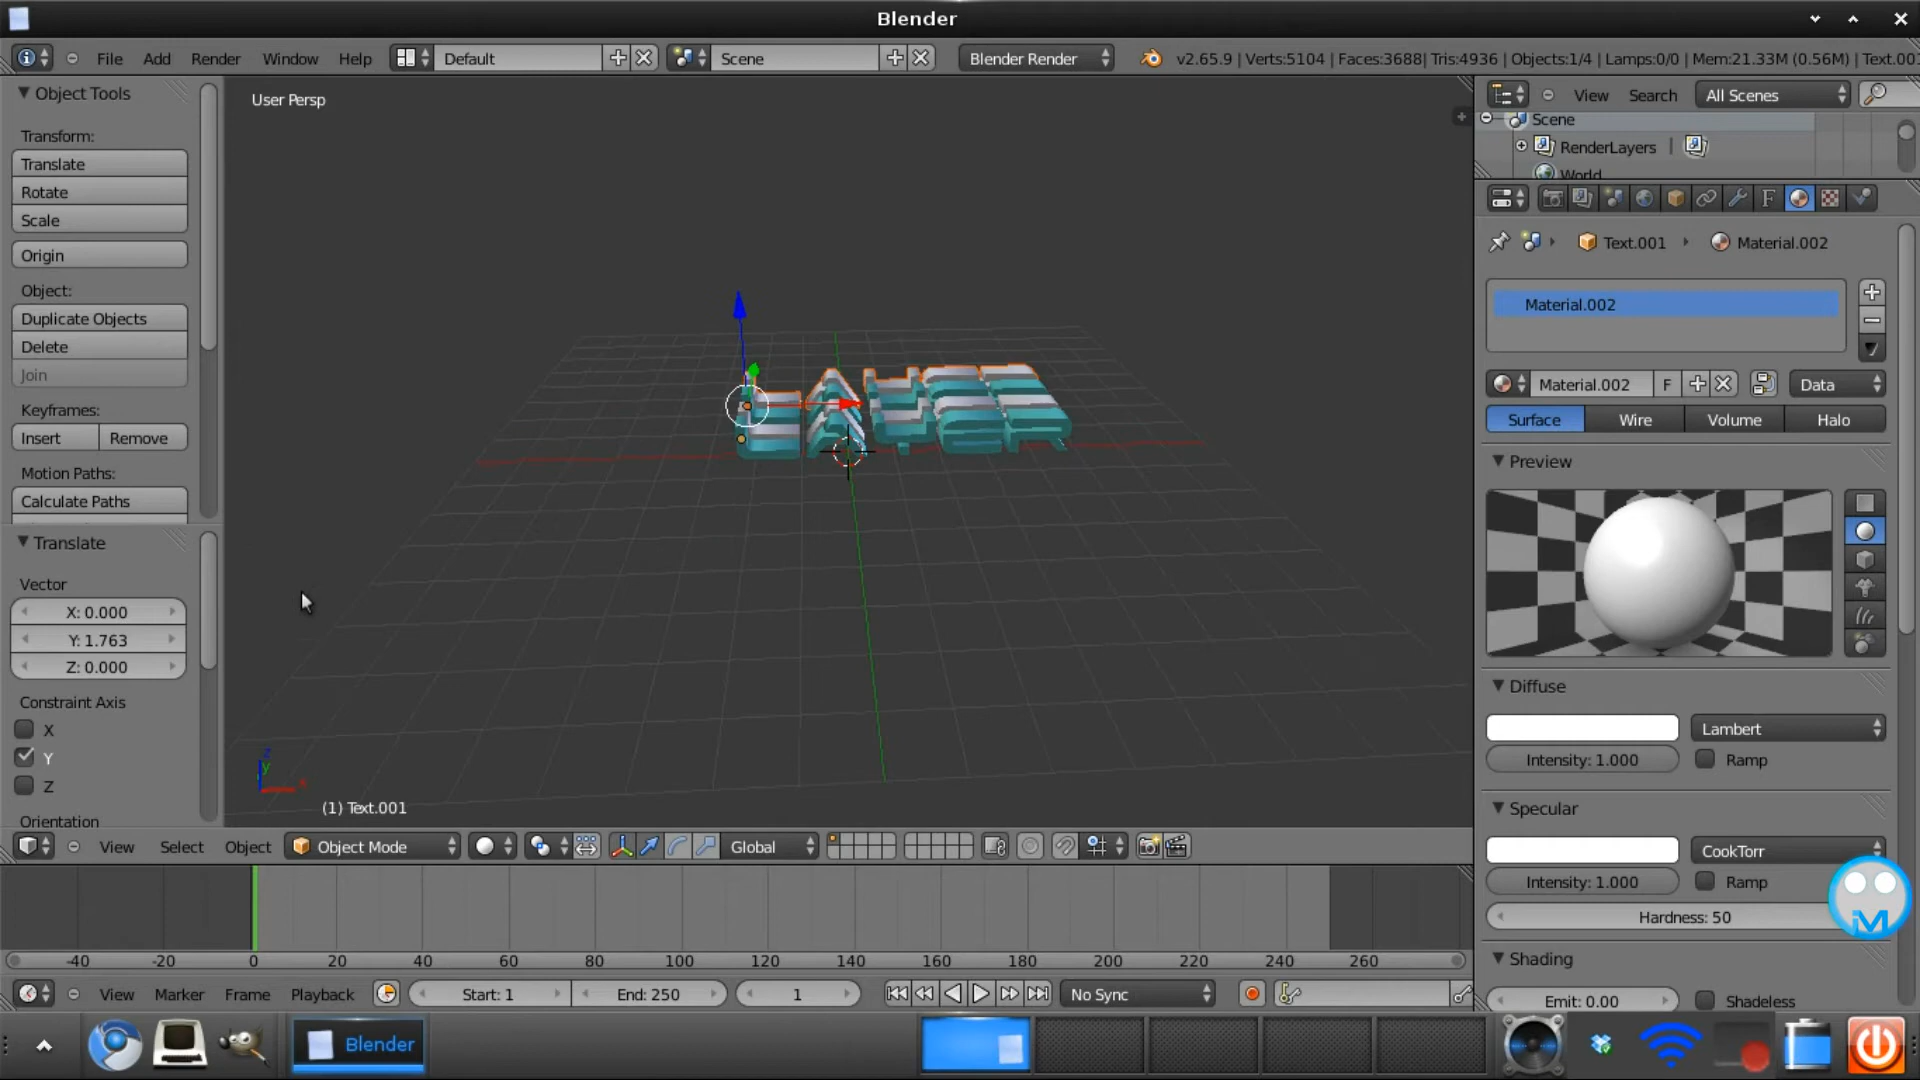 Blender
File Add Render Window Help Default Scene Blender Render v2.65.9 | Verts:5104 | Faces:3688| Tris:4936 | Objects:1/4 | Lamps:0/0 | Mem:21.33M (0.56M) | Text.00
Object Tools
Transform:
Translate
Rotate
Scale
Origin
Object:
Duplicate Objects
Delete
Join
Keyframes:
Insert Remove
Motion Paths:
Calculate Paths
Translate
Vector
X: 0.000
Y: 1.763
Z: 0.000
Constraint Axis
X
Y
Z
Orientation
User Persp
z
y
x
(1) Text.001
View Select Object Object Mode Global
View Search All Scenes
Scene
RenderLayers |
World
F
Text.001 Material.002
Material.002
Material.002 F Data
Surface Wire Volume Halo
Preview
Diffuse
Lambert
Intensity: 1.000 Ramp
Specular
CookTorr
Intensity: 1.000 Ramp
Hardness: 50
Shading
Emit: 0.00 Shadeless
iM
-40 -20 0 20 40 60 80 100 120 140 160 180 200 220 240 260
View Marker Frame Playback Start: 1 End: 250 1 No Sync
Blender